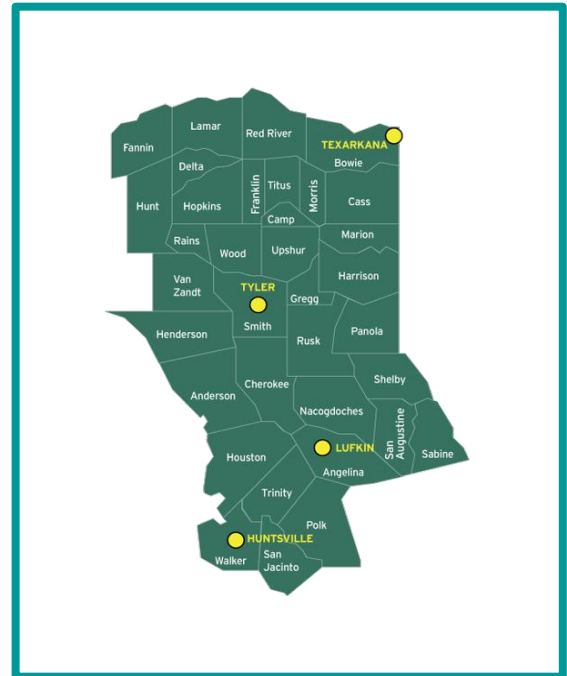 Lamar
Red River
Fannin
TEXARKANA
Bowie
Delta
Franklin
Titus
Morris
Cass
Hunt
Hopkins
Camp
Marion
Rains
Wood
Upshur
Harrison
Van
Zandt
TYLER
Gregg
Smith
Panola
Henderson
Rusk
Shelby
Cherokee
Anderson
Nacogdoches
San
Augustine
LUFKIN
Sabine
Houston
Angelina
Trinity
Polk
HUNTSVILLE
Walker
San
Jacinto